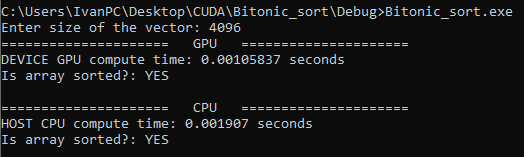 C:\Users\IvanPC\Desktop\CUDA\Bitonic_sort\Debug>Bitonic_sort.exe
Enter size of the vector: 4096
==================== GPU ====================
DEVICE GPU compute time: 0.00105837 seconds
Is array sorted?: YES
==================== CPU ====================
HOST CPU compute time: 0.001907 seconds
Is array sorted?: YES